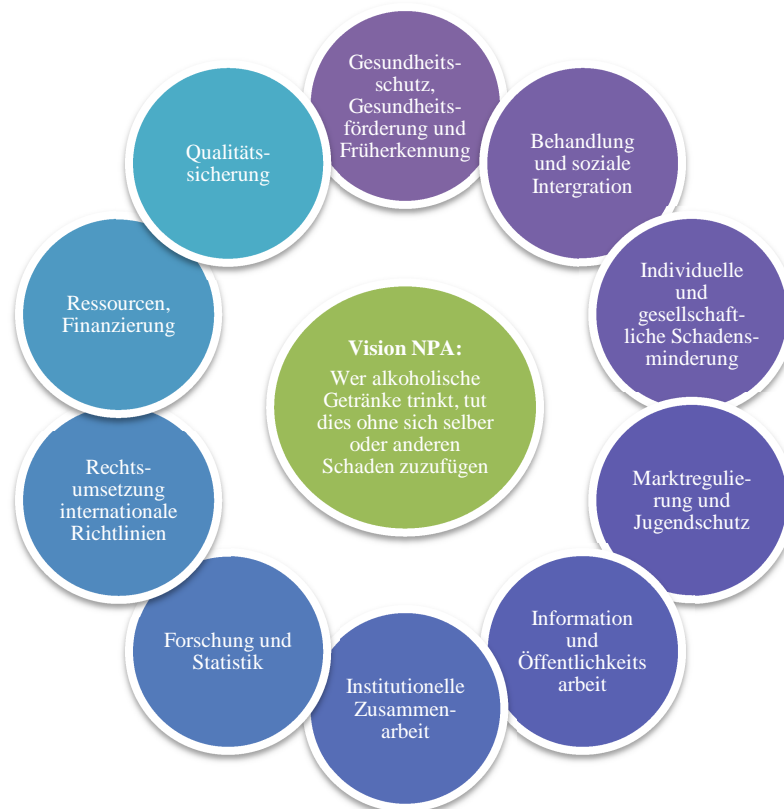 Gesundheits-
schutz,
Gesundheits-
förderung und
Früherkennung
Behandlung
und soziale
Intergration
Individuelle
und
gesellschaft-
liche Schadens-
minderung
Marktregulie-
rung und
Jugendschutz
Information
und
Öffentlichkeits
arbeit
Institutionelle
Zusammen-
arbeit
Forschung und
Statistik
Rechts-
umsetzung
internationale
Richtlinien
Ressourcen,
Finanzierung
Qualitäts-
sicherung
Vision NPA:
Wer alkoholische
Getränke trinkt, tut
dies ohne sich selber
oder anderen
Schaden zuzufügen